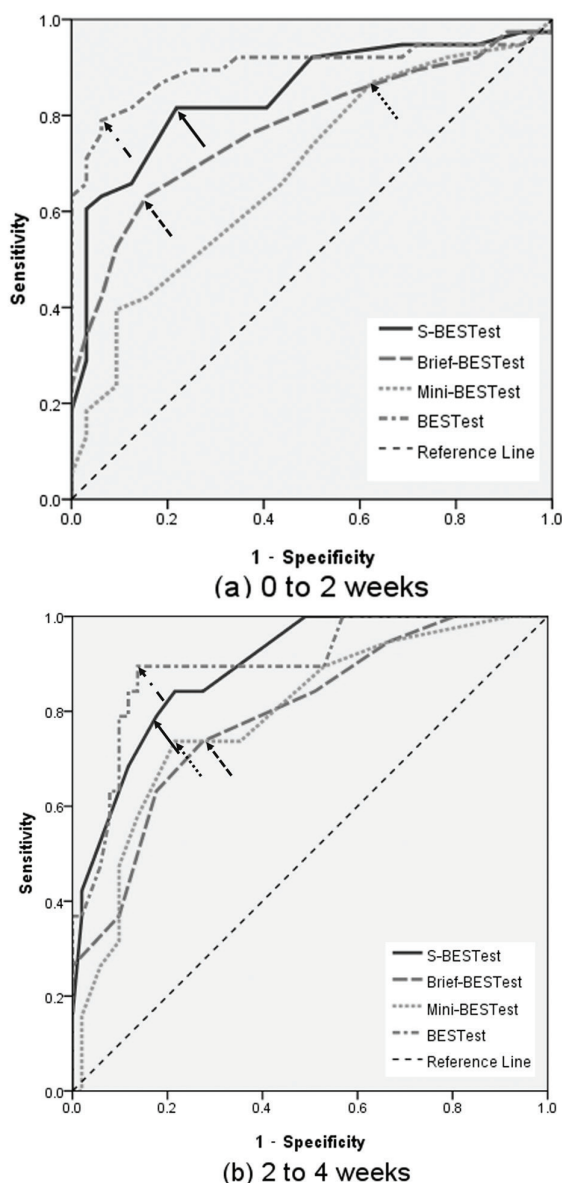 1.0
0.8
0.6
0.4
0.2
0.0
Sensitivity
0.0 0.2 0.4 0.6 0.8 1.0
S-BESTest
Brief-BESTest
Mini-BESTest
BESTest
Reference Line
1 - Specificity
(a) 0 to 2 weeks
1.0
0.8
0.6
0.4
0.2
0.0
Sensitivity
0.0 0.2 0.4 0.6 0.8 1.0
S-BESTest
Brief-BESTest
Mini-BESTest
BESTest
Reference Line
1 - Specificity
(b) 2 to 4 weeks